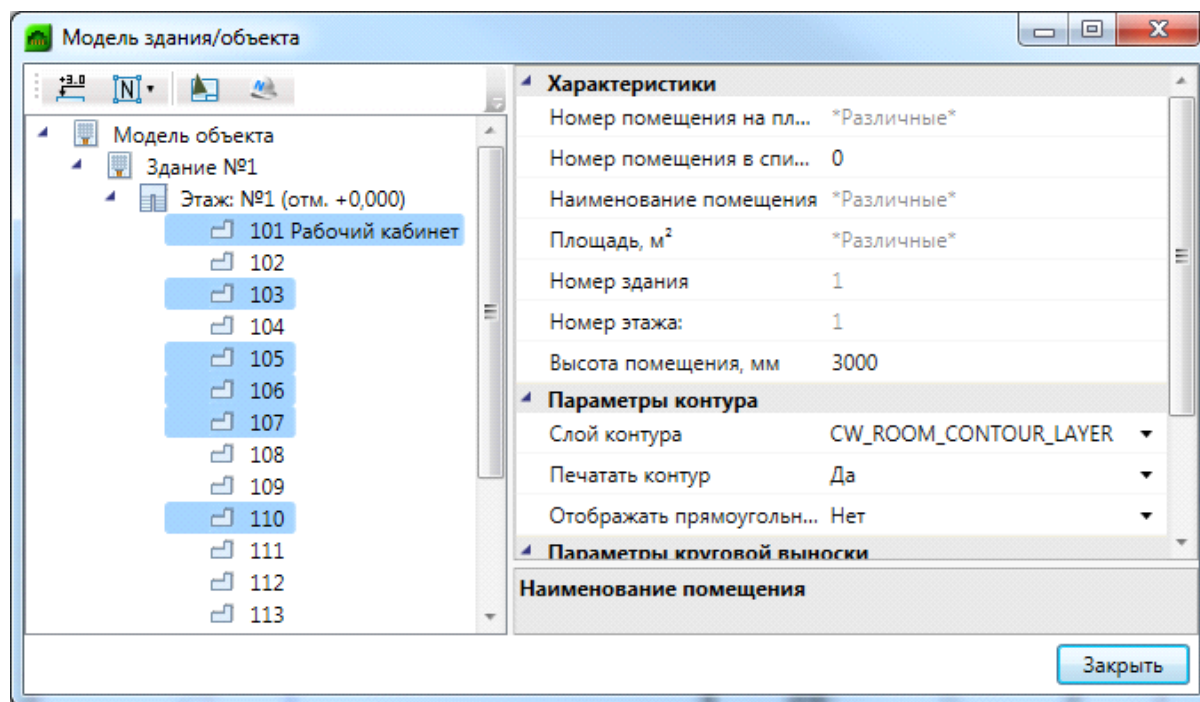 Модель здания/объекта
+3.0
N
Модель объекта
Здание №1
Этаж: №1 (отм. +0,000)
101 Рабочий кабинет
102
103
104
105
106
107
108
109
110
111
112
113
Характеристики
Номер помещения на пл... *Различные*
Номер помещения в спи... 0
Наименование помещения *Различные*
Площадь, м² *Различные*
Номер здания 1
Номер этажа: 1
Высота помещения, мм 3000
Параметры контура
Слой контура CW_ROOM_CONTOUR_LAYER
Печатать контур Да
Отображать прямоугольн... Нет
Параметры круговой выноски
Наименование помещения
Закрыть